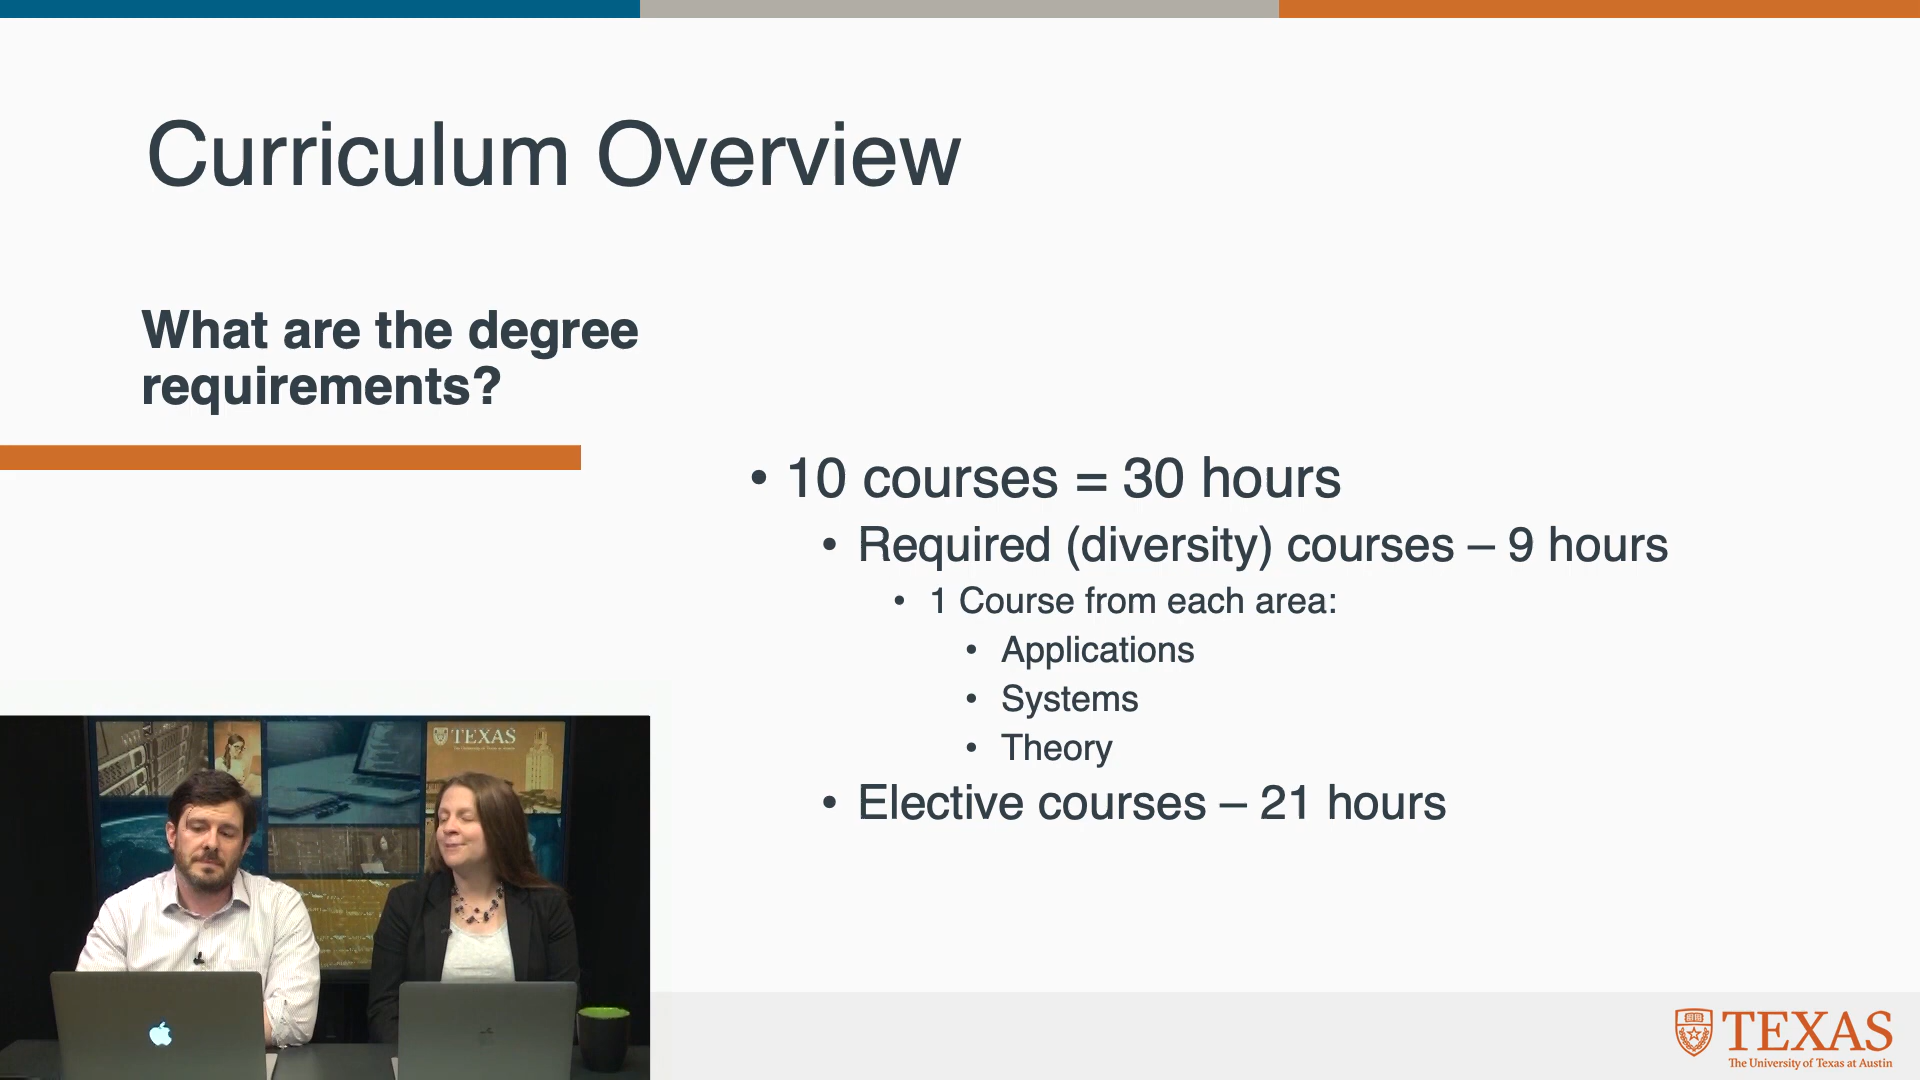 Curriculum Overview
What are the degree
requirements?
• 10 courses = 30 hours
• Required (diversity) courses – 9 hours
• 1 Course from each area:
• Applications
• Systems
• Theory
• Elective courses – 21 hours
TEXAS
TEXAS
The University of Texas at Austin